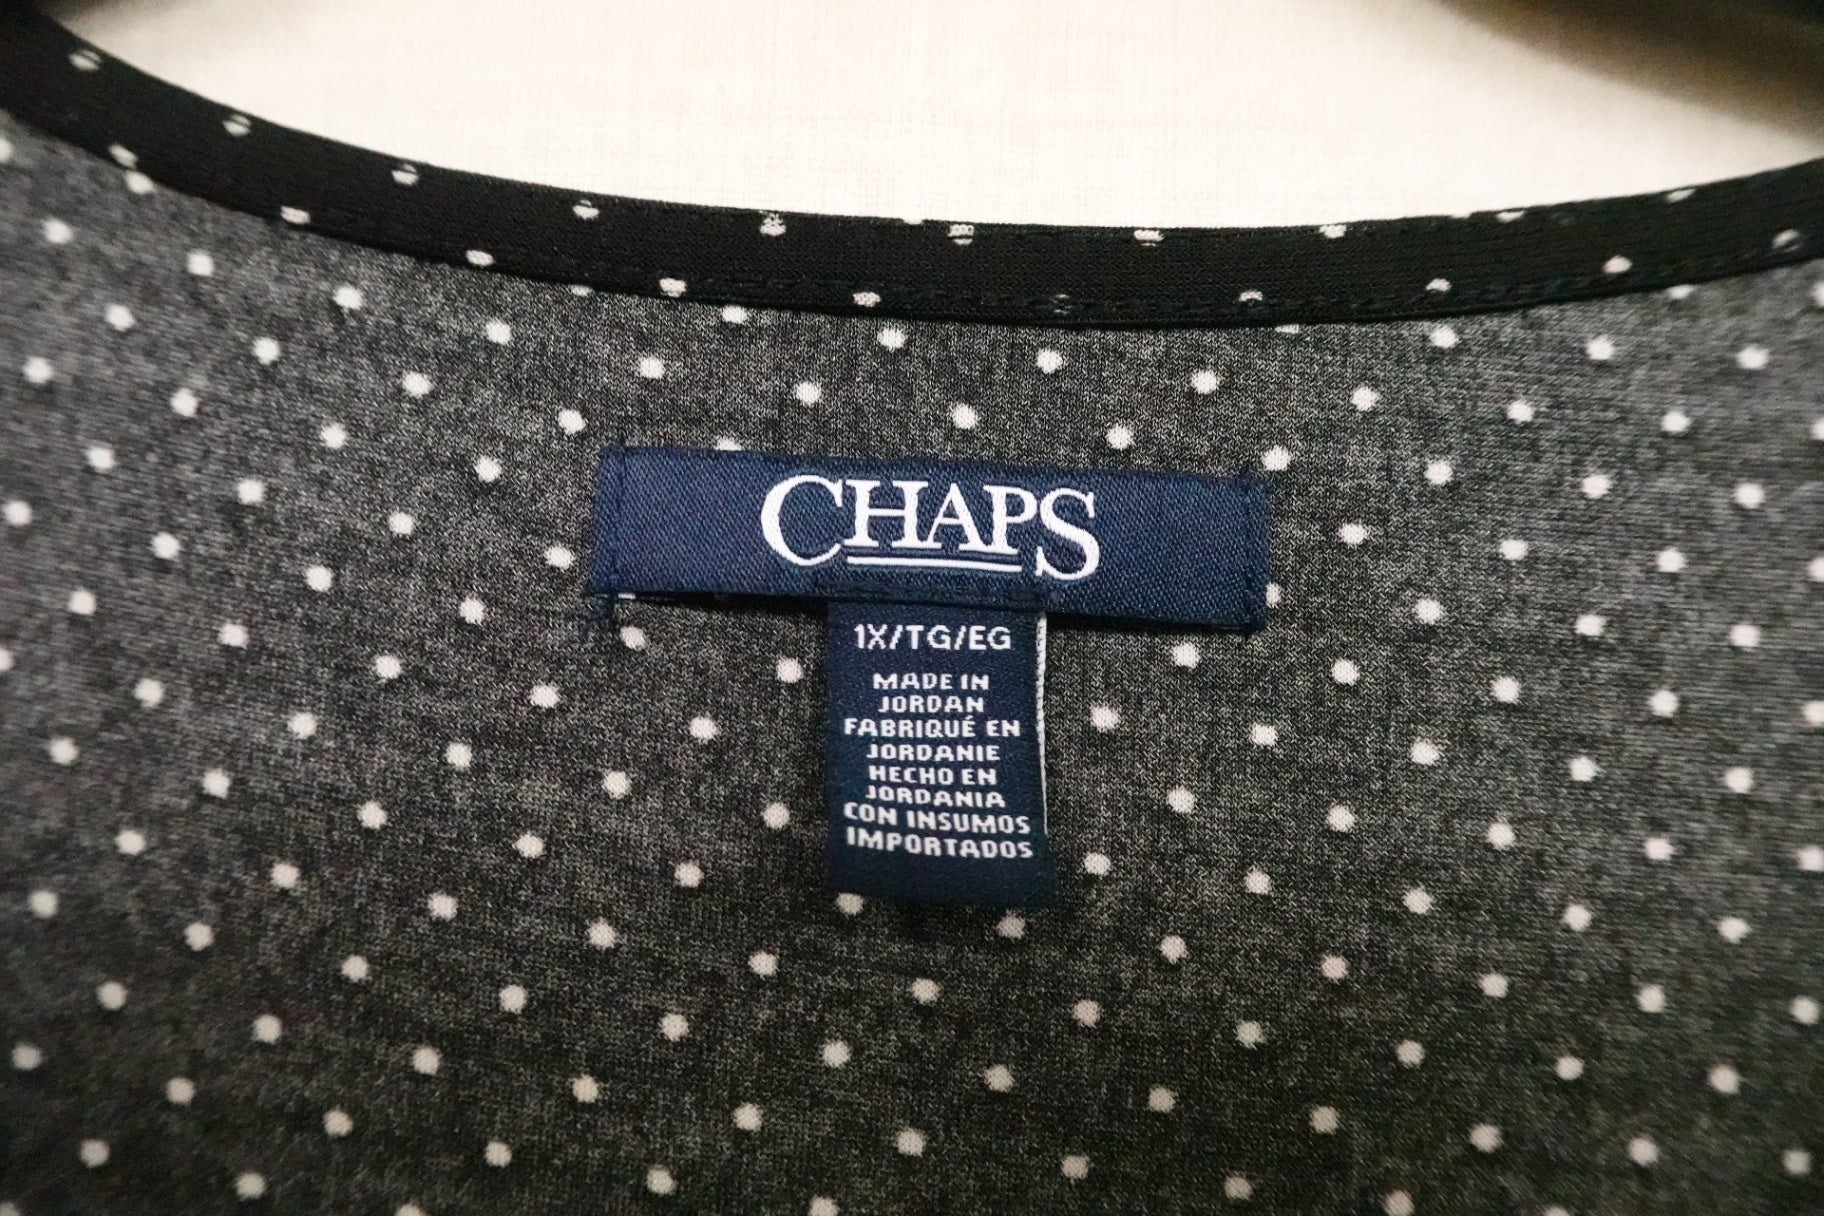 CHAPS
1X/TG/EG
MADE IN
JORDAN
FABRIQUÉ EN
JORDANIE
HECHO EN
JORDANIA
CON INSUMOS
IMPORTADOS